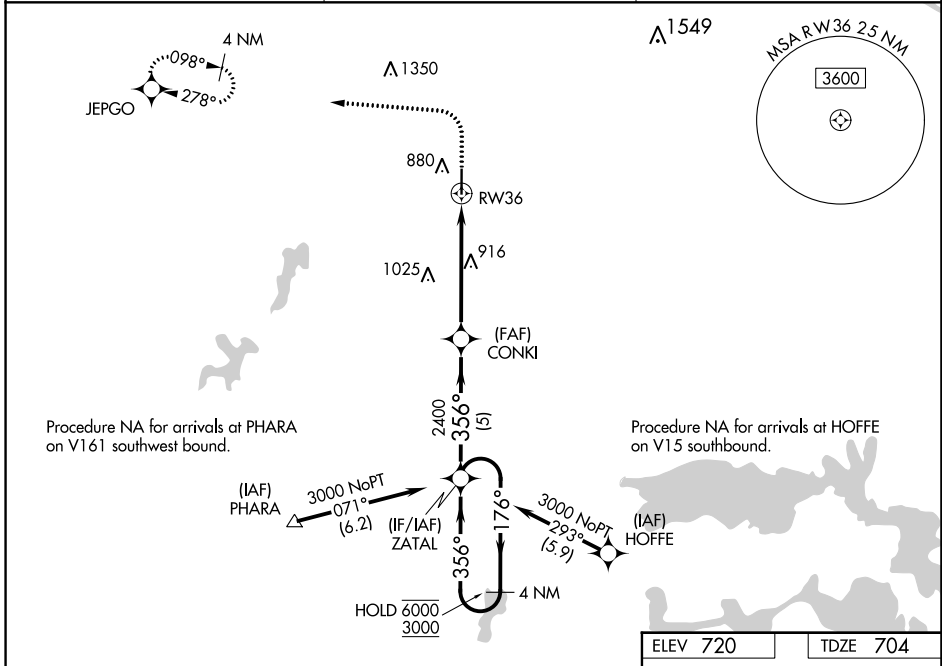 4 NM
098°
278°
JEPGO
1350
1549
MSA RW36 25 NM
3600
880
RW36
1025
916
(FAF)
CONKI
2400
356°
(5)
Procedure NA for arrivals at PHARA
on V161 southwest bound.
Procedure NA for arrivals at HOFFE
on V15 southbound.
(IAF)
PHARA
3000 NoPT
071°
(6.2)
(IF/IAF)
ZATAL
176°
356°
3000 NoPT
293°
(5.9)
(IAF)
HOFFE
HOLD 6000
3000
4 NM
ELEV 720
TDZE 704